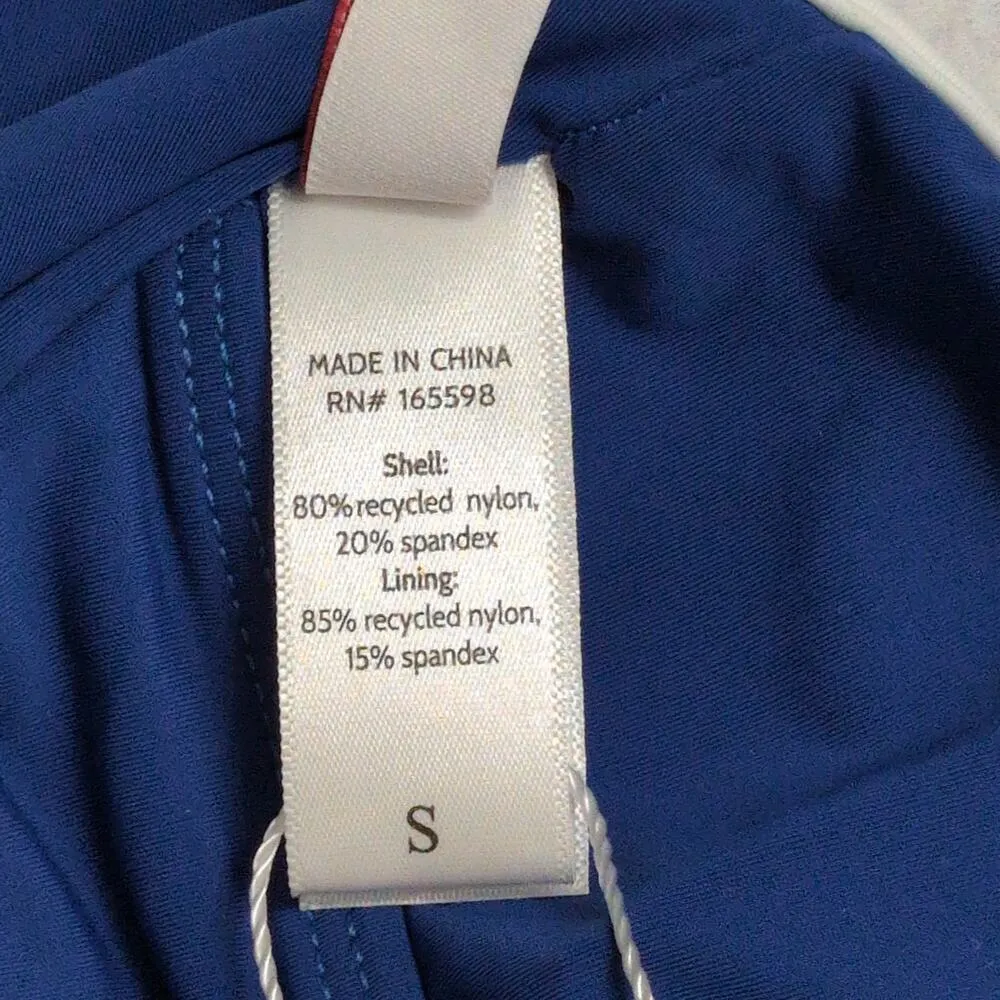 MADE IN CHINA
RN# 165598
Shell:
80% recycled nylon,
20% spandex
Lining:
85% recycled nylon,
15% spandex
S